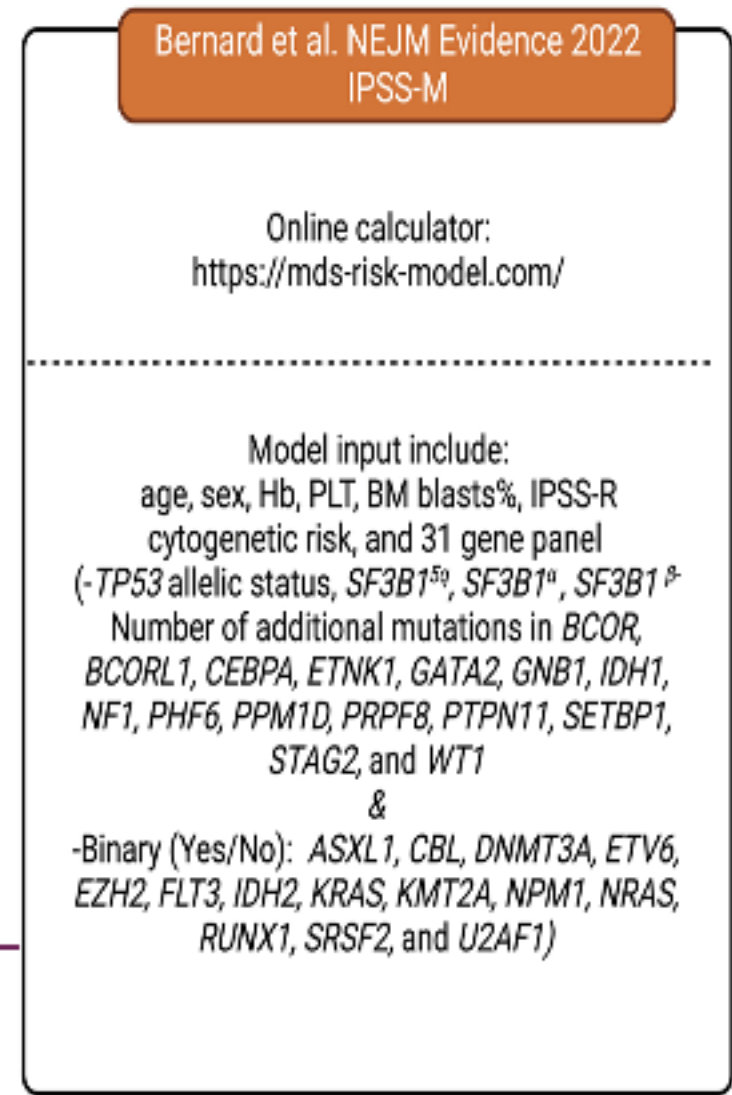 Bernard et al. NEJM Evidence 2022
IPSS-M
Online calculator:
https://mds-risk-model.com/
Model input include:
age, sex, Hb, PLT, BM blasts%, IPSS-R
cytogenetic risk, and 31 gene panel
(-TP53 allelic status, SF3B1⁵q, SF3B1ᵅ, SF3B1 ᵝ-
Number of additional mutations in BCOR,
BCORL1, CEBPA, ETNK1, GATA2, GNB1, IDH1,
NF1, PHF6, PPM1D, PRPF8, PTPN11, SETBP1,
STAG2, and WT1
&
-Binary (Yes/No): ASXL1, CBL, DNMT3A, ETV6,
EZH2, FLT3, IDH2, KRAS, KMT2A, NPM1, NRAS,
RUNX1, SRSF2, and U2AF1)